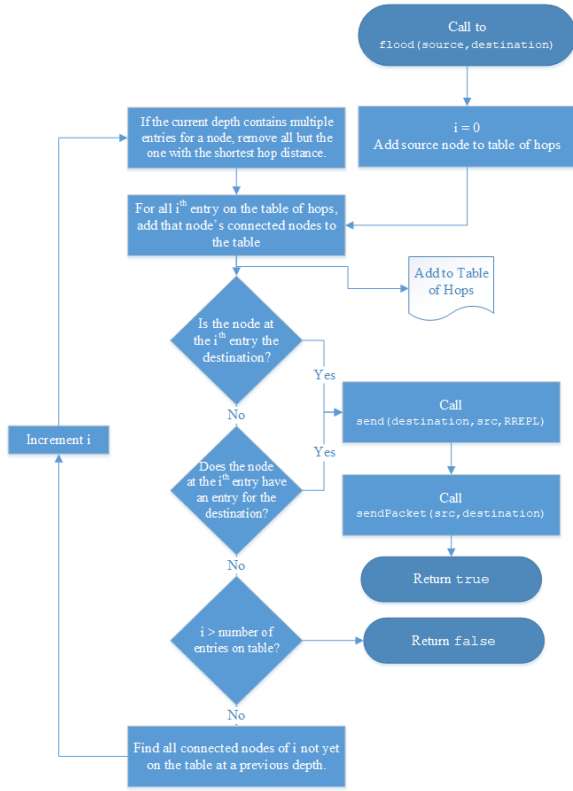 Call to
flood(source,destination)
i = 0
Add source node to table of hops
If the current depth contains multiple
entries for a node, remove all but the
one with the shortest hop distance.
For all iᵗʰ entry on the table of hops,
add that node's connected nodes to
the table
Add to Table
of Hops
Is the node at
the iᵗʰ entry the
destination?
Yes
No
Call
send(destination,src,RREPL)
Increment i
Does the node
at the iᵗʰ entry have
an entry for the
destination?
Yes
No
Call
sendPacket(src,destination)
Return true
i > number of
entries on table?
Return false
No
Find all connected nodes of i not yet
on the table at a previous depth.